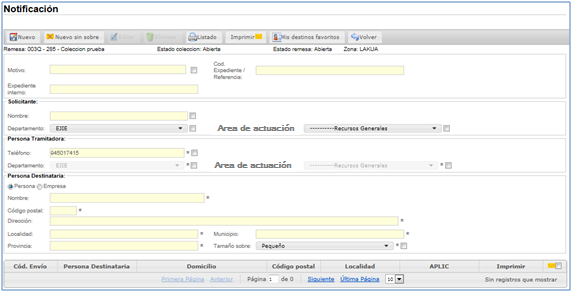 Notificación
Nuevo Nuevo sin sobre Listado Imprimir Mis destinos favoritos Volver
Remesa: 003Q - 285 - Coleccion prueba Estado coleccion: Abierta Estado remesa: Abierta Zona: LAKUA
Motivo:
Cod.
Expediente /
Referencia:
Expediente
interno:
Solicitante:
Nombre:
Departamento: EJIE Area de actuación ----------Recursos Generales
Persona Tramitadora:
Teléfono: 945017415 *
Departamento: EJIE * Area de actuación ----------Recursos Generales *
Persona Destinataria:
Persona Empresa
Nombre: *
Código postal: *
Dirección: *
Localidad: * Municipio: *
Provincia: * Tamaño sobre: Pequeño *
Cód. Envío Persona Destinataria Domicilio Código postal Localidad APLIC Imprimir
Primera Página Anterior Página 1 de 0 Siguiente Última Página 10 Sin registros que mostrar